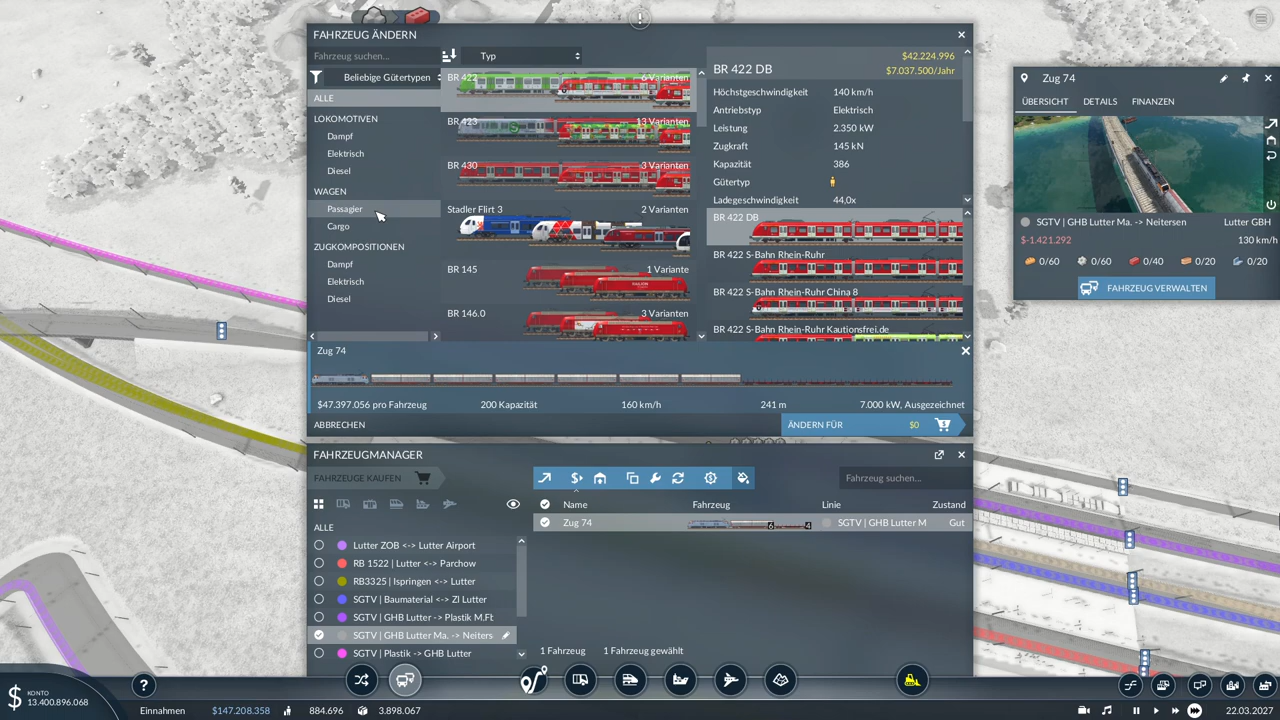 FAHRZEUG ÄNDERN
Fahrzeug suchen...
Typ
Beliebige Gütertypen
ALLE
LOKOMOTIVEN
Dampf
Elektrisch
Diesel
WAGEN
Passagier
Cargo
ZUGKOMPOSITIONEN
Dampf
Elektrisch
Diesel
BR 422
6 Varianten
BR 423
13 Varianten
BR 430
3 Varianten
Stadler Flirt 3
2 Varianten
BR 145
1 Variante
BR 146.0
3 Varianten
$42.224.996
BR 422 DB
$7.037.500/Jahr
Höchstgeschwindigkeit 140 km/h
Antriebstyp Elektrisch
Leistung 2.350 kW
Zugkraft 145 kN
Kapazität 386
Gütertyp
Ladegeschwindigkeit 44,0x
BR 422 DB
BR 422 S-Bahn Rhein-Ruhr
BR 422 S-Bahn Rhein-Ruhr China 8
BR 422 S-Bahn Rhein-Ruhr Kautionsfrei.de
Zug 74
$47.397.056 pro Fahrzeug 200 Kapazität 160 km/h 241 m 7.000 kW, Ausgezeichnet
ABBRECHEN
ÄNDERN FÜR $0
Zug 74
ÜBERSICHT DETAILS FINANZEN
SGTV | GHB Lutter Ma. -> Neitersen Lutter GBH
$-1.421.292 130 km/h
0/60 0/60 0/40 0/20 0/20
FAHRZEUG VERWALTEN
FAHRZEUGMANAGER
FAHRZEUGE KAUFEN
Fahrzeug suchen...
Name Fahrzeug Linie Zustand
Zug 74 6 4 SGTV | GHB Lutter M Gut
ALLE
Lutter ZOB <-> Lutter Airport
RB 1522 | Lutter <-> Parchow
RB3325 | Ispringen <-> Lutter
SGTV | Baumaterial <-> ZI Lutter
SGTV | GHB Lutter -> Plastik M.Ft
SGTV | GHB Lutter Ma. -> Neiters
SGTV | Plastik -> GHB Lutter
1 Fahrzeug 1 Fahrzeug gewählt
$ KONTO
13.400.896.068
?
Einnahmen $147.208.358 884.696 3.898.067
22.03.2027